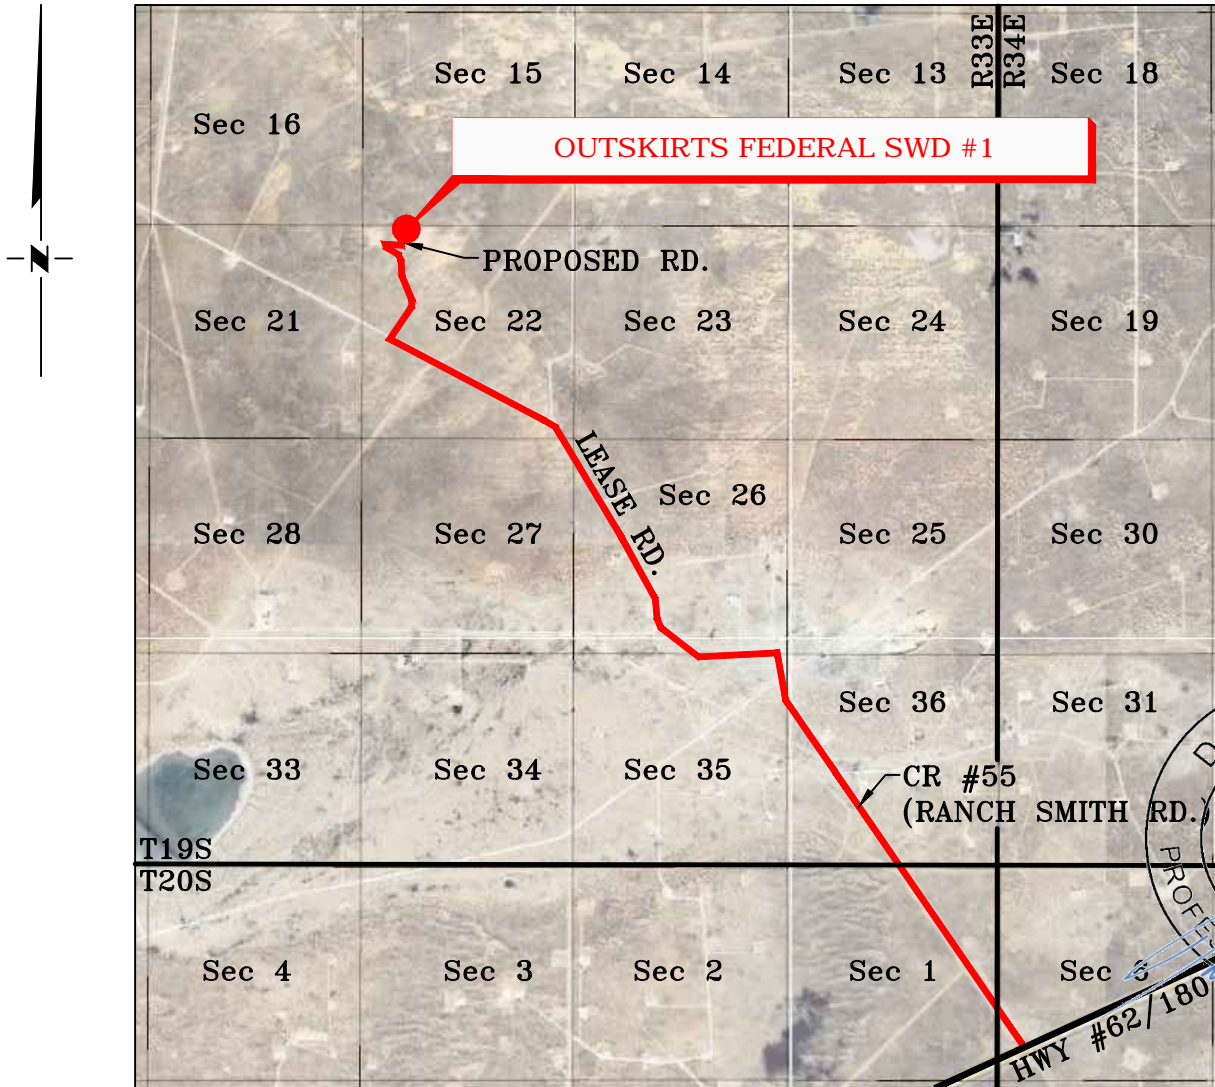 R33E
R34E
Sec 15
Sec 14
Sec 13
Sec 18
Sec 16
OUTSKIRTS FEDERAL SWD #1
N
PROPOSED RD.
Sec 21
Sec 22
Sec 23
Sec 24
Sec 19
LEASE RD.
Sec 26
Sec 28
Sec 27
Sec 25
Sec 30
Sec 36
Sec 31
Sec 33
Sec 34
Sec 35
CR #55
(RANCH SMITH RD.)
T19S
T20S
Sec 4
Sec 3
Sec 2
Sec 1
Sec 6
HWY #62/180